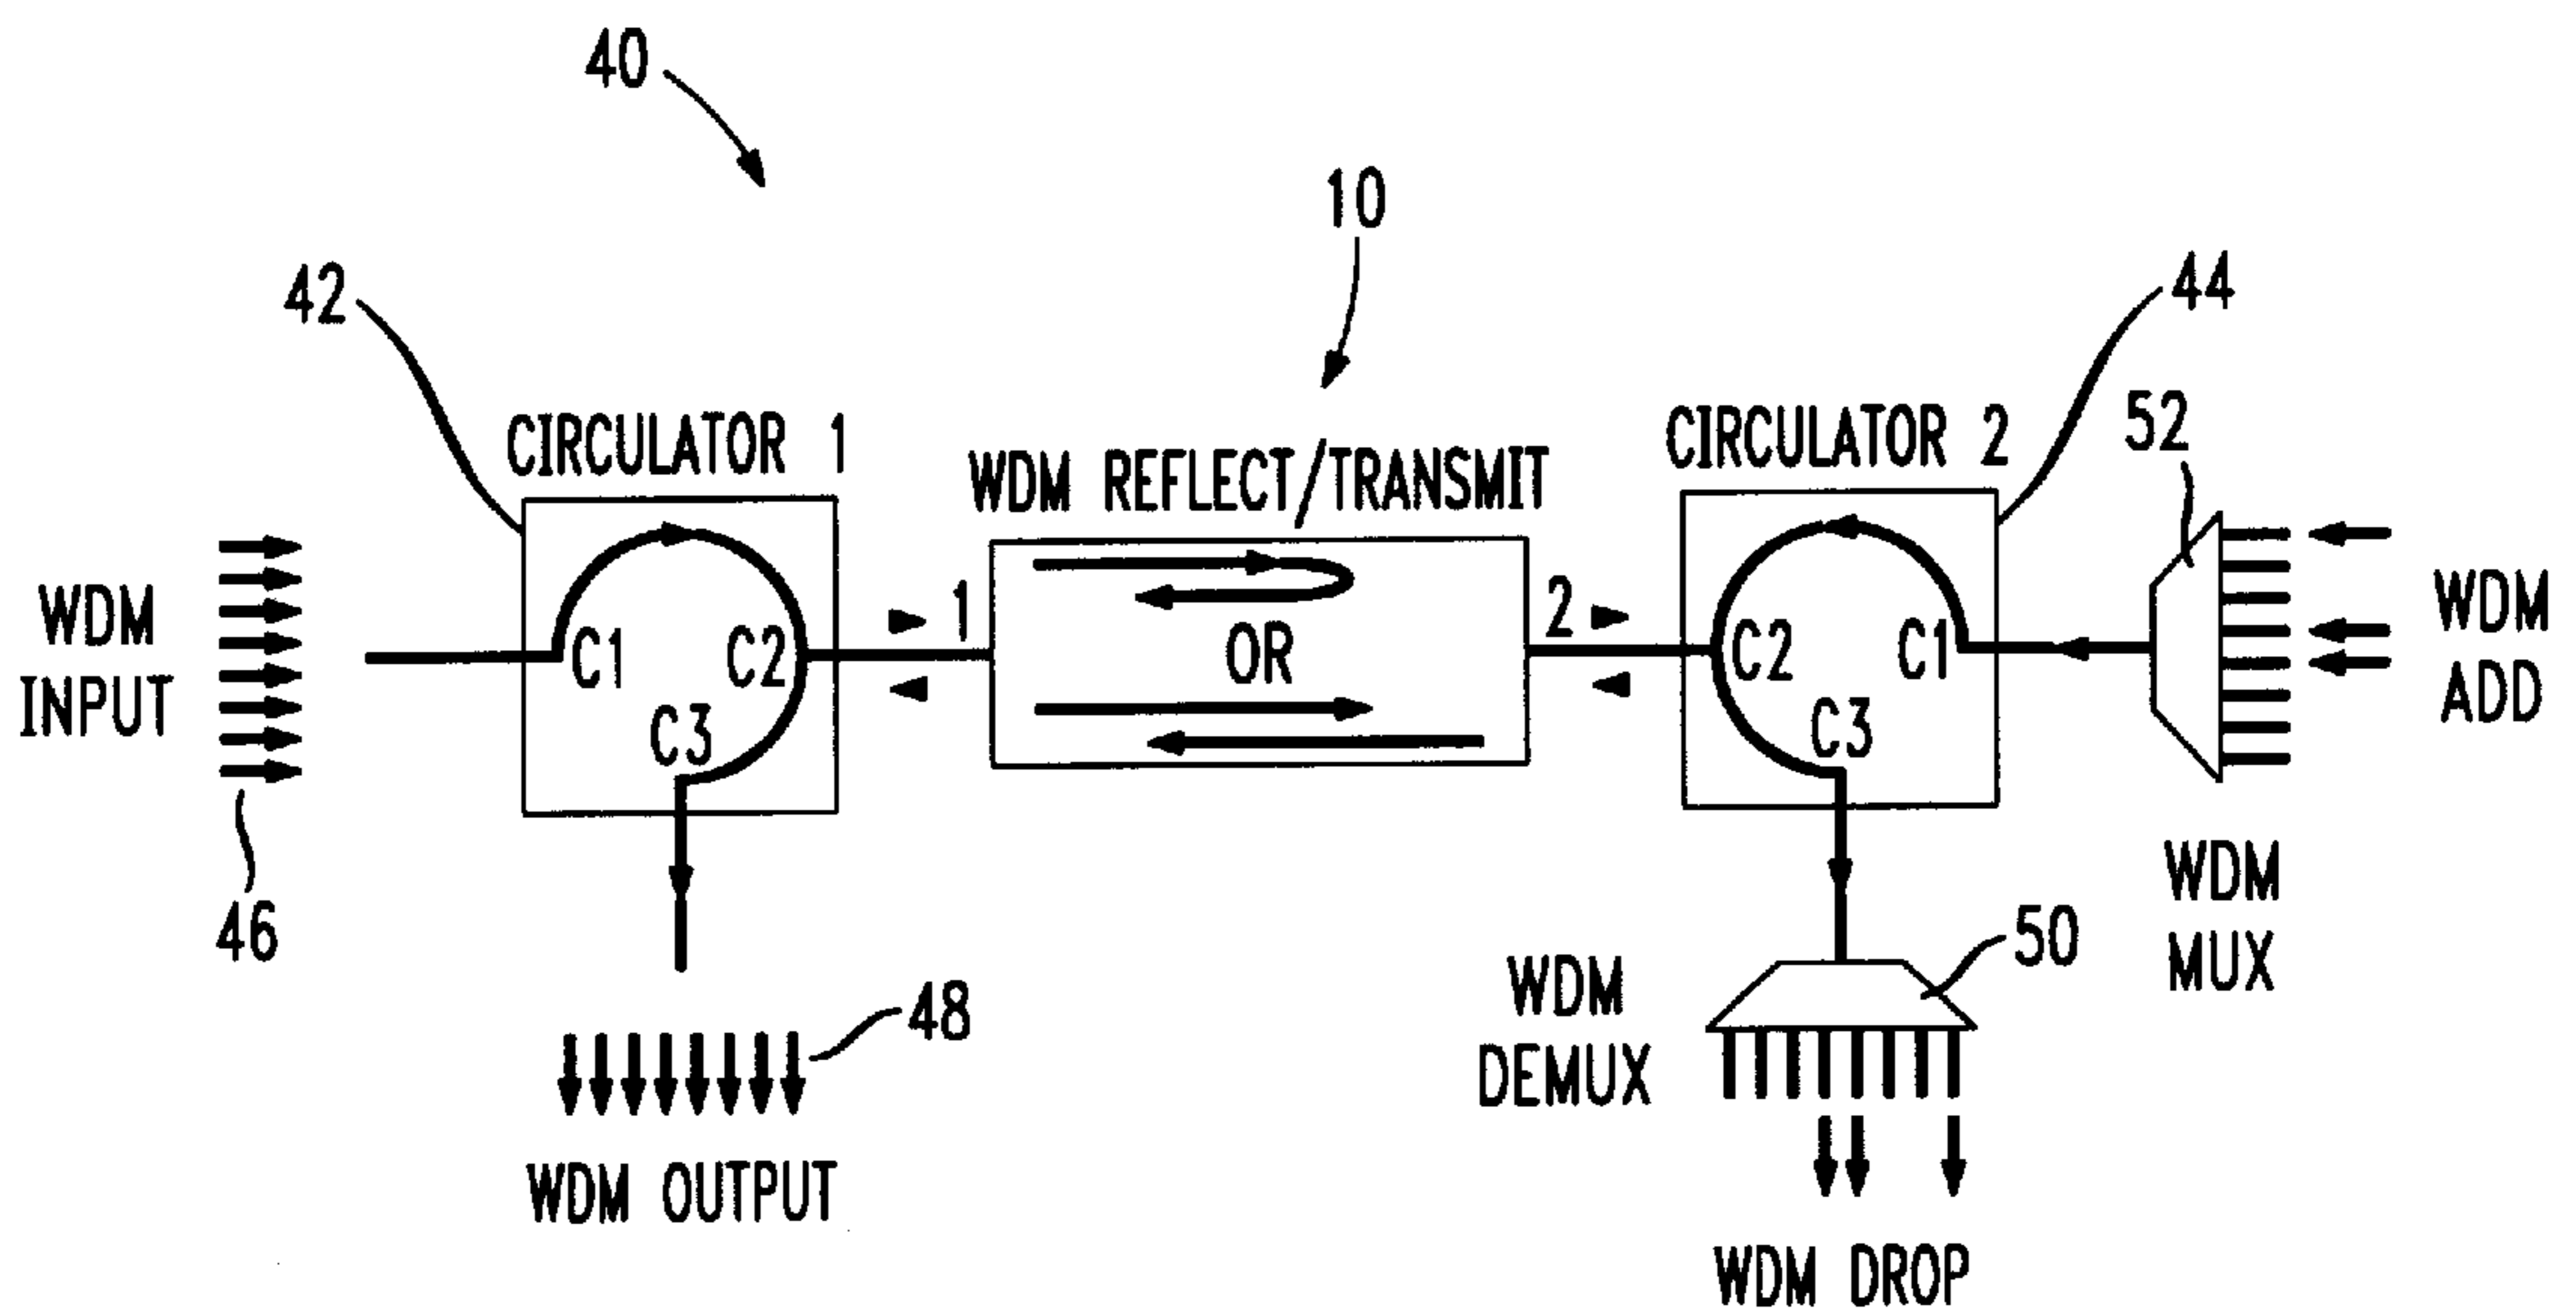 40
10
42
44
CIRCULATOR 1
WDM REFLECT/TRANSMIT
CIRCULATOR 2
52
WDM
INPUT
C1
C2
C3
1
OR
2
C2
C1
C3
WDM
ADD
46
48
WDM OUTPUT
WDM
DEMUX
50
WDM
MUX
WDM DROP